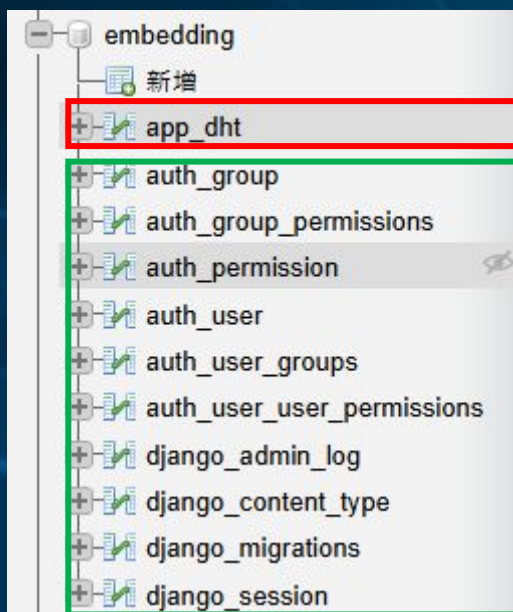 embedding
新增
app_dht
auth_group
auth_group_permissions
auth_permission
auth_user
auth_user_groups
auth_user_user_permissions
django_admin_log
django_content_type
django_migrations
django_session